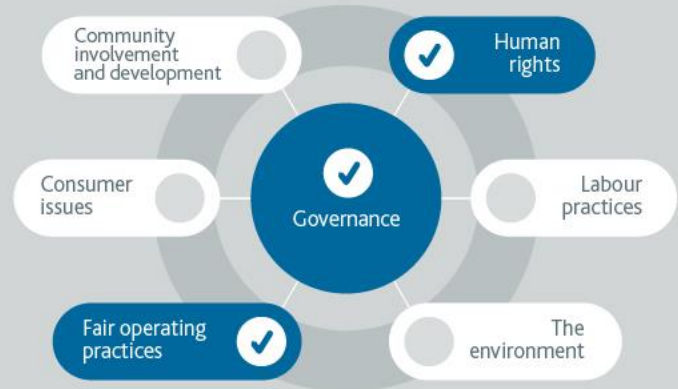 Community
involvement
and development
Human
rights
Consumer
issues
Governance
Labour
practices
Fair operating
practices
The
environment